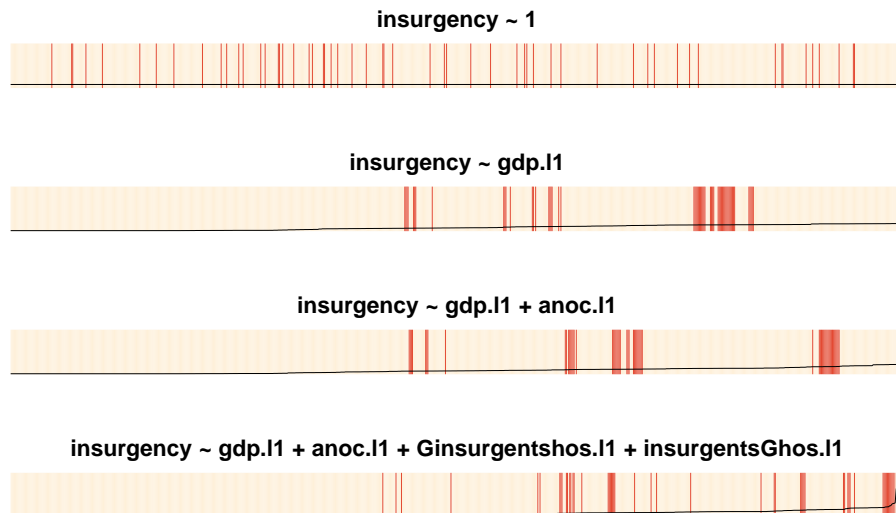 insurgency ~ 1
insurgency ~ gdp.l1
insurgency ~ gdp.l1 + anoc.l1
insurgency ~ gdp.l1 + anoc.l1 + Ginsurgentshos.l1 + insurgentsGhos.l1